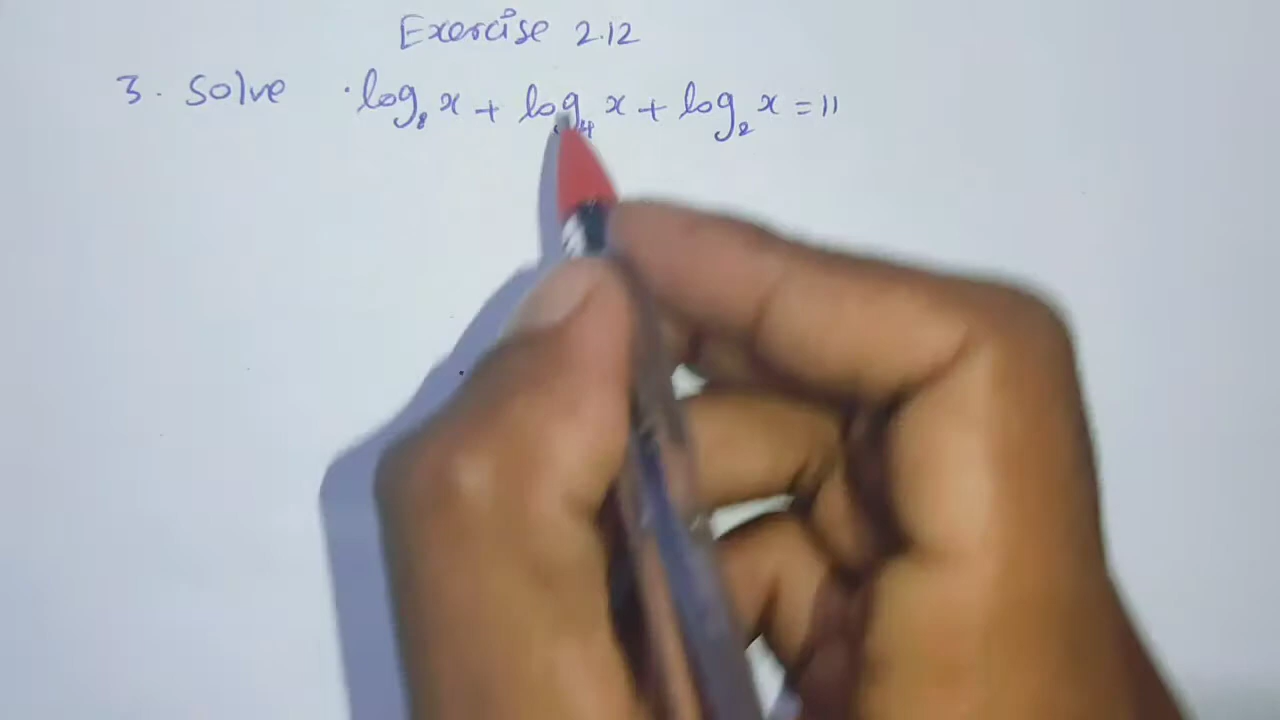 Exercise 2.12
3. Solve log₈ x + log₄ x + log₂ x = 11